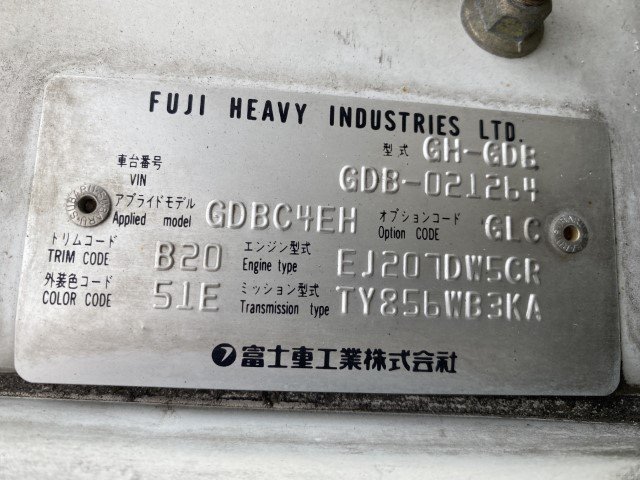 FUJI HEAVY INDUSTRIES LTD.
型式 GH-GDB
車台番号 VIN GDB-021264
アプライドモデル Applied model GDBC4EH オプションコード Option CODE GLC
トリムコード TRIM CODE B20 エンジン型式 Engine type EJ207DW5CR
外装色コード COLOR CODE 51E ミッション型式 Transmission type TY856WB3KA
富士重工業株式会社